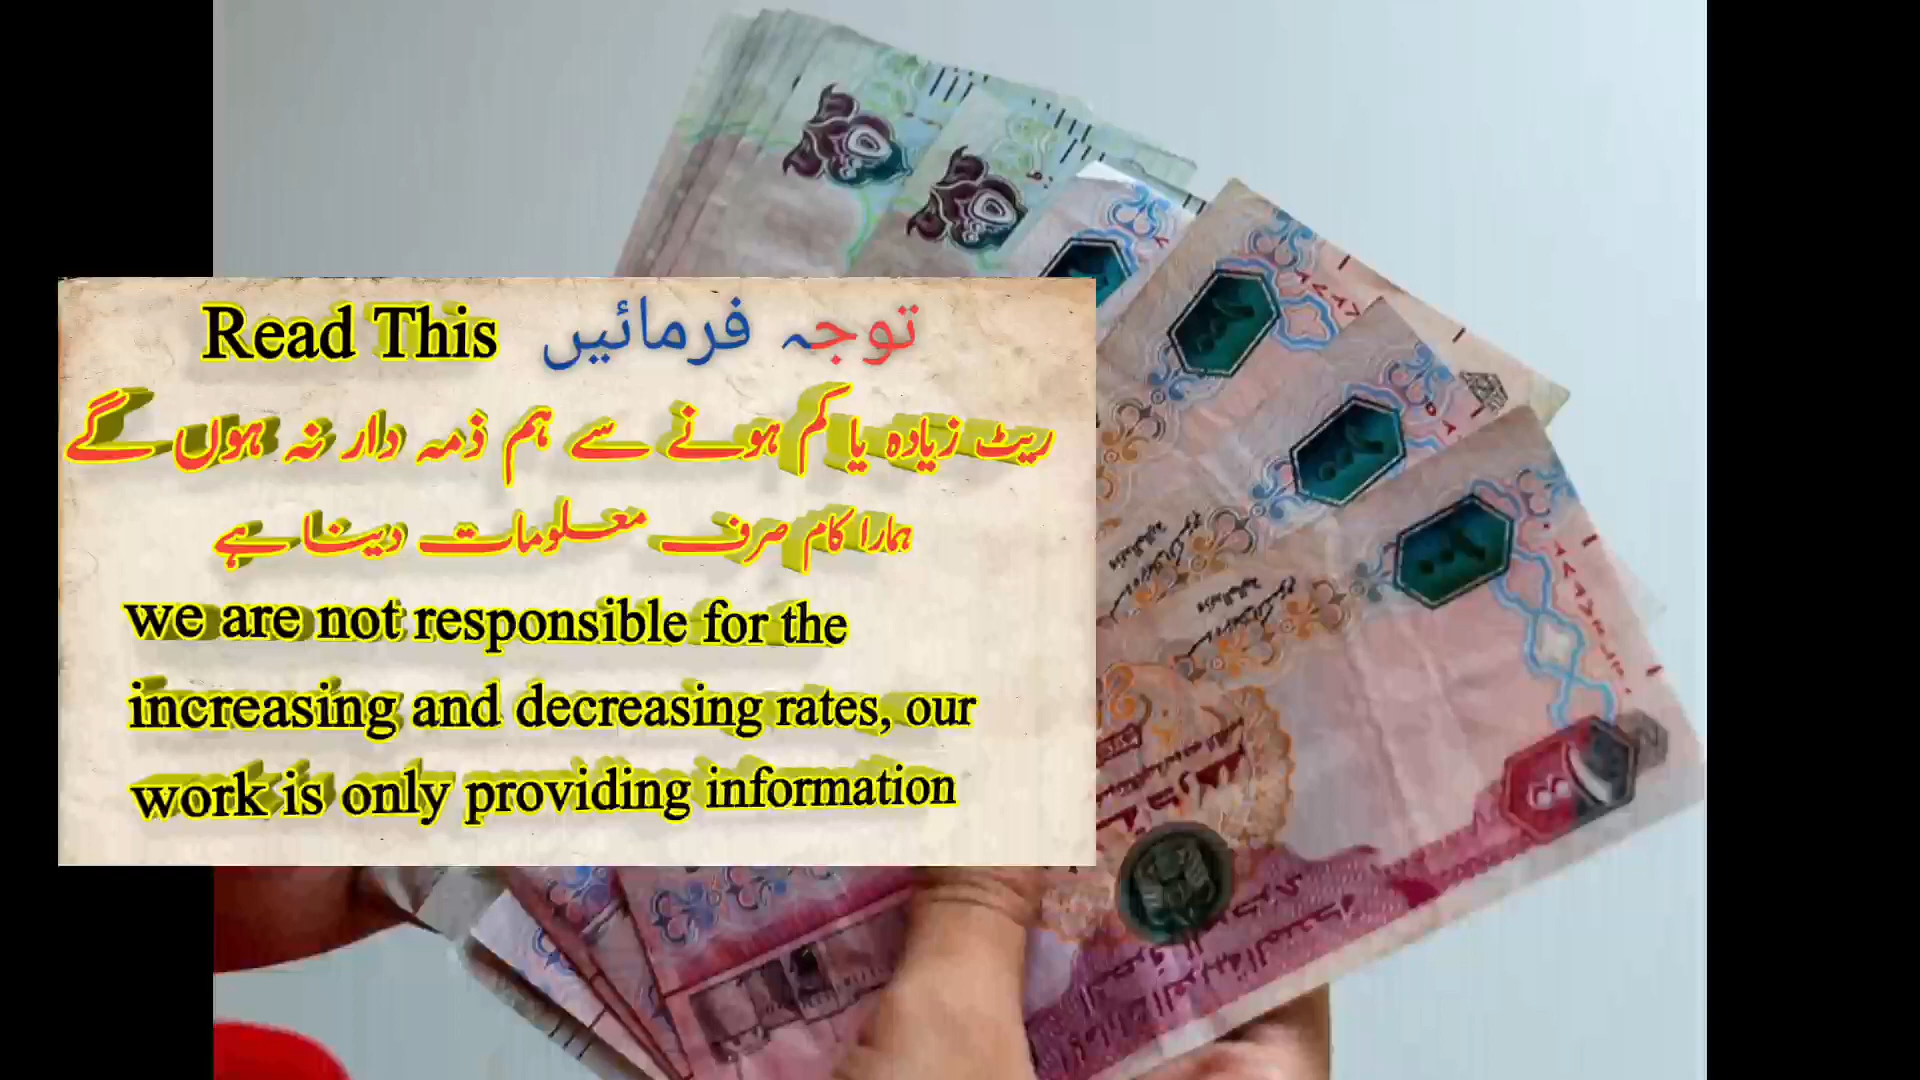 Read This توجہ فرمائیں
ریٹ زیادہ یا کم ہونے سے ہم ذمہ دار نہ ہوں گے
ہمارا کام صرف معلومات دینا ہے
we are not responsible for the
increasing and decreasing rates, our
work is only providing information